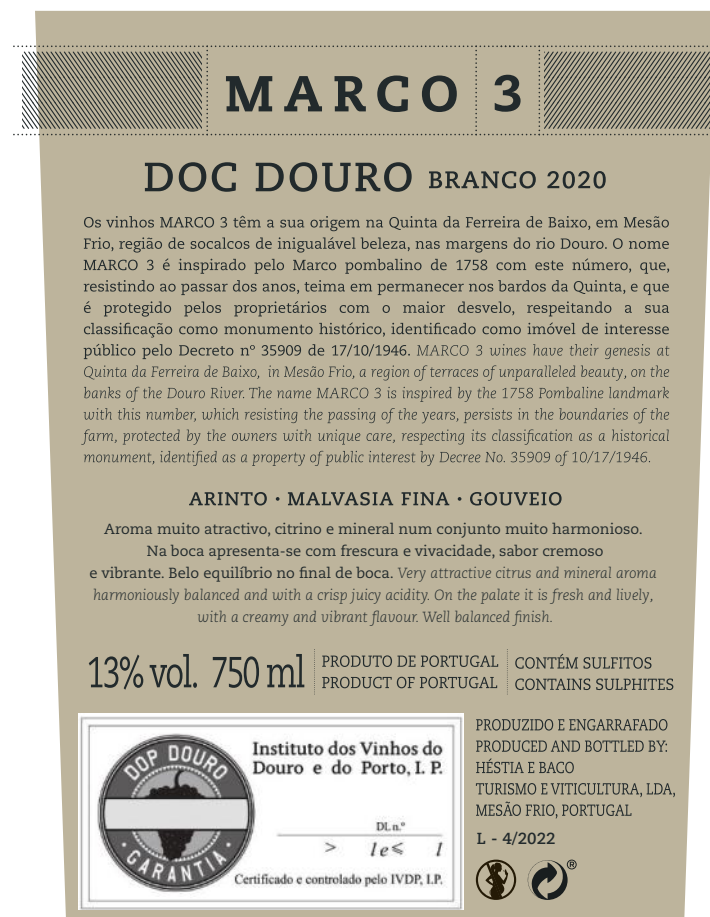 MARCO 3
DOC DOURO BRANCO 2020
Os vinhos MARCO 3 têm a sua origem na Quinta da Ferreira de Baixo, em Mesão
Frio, região de socalcos de inigualável beleza, nas margens do rio Douro. O nome
MARCO 3 é inspirado pelo Marco pombalino de 1758 com este número, que,
resistindo ao passar dos anos, teima em permanecer nos bardos da Quinta, e que
é protegido pelos proprietários com o maior desvelo, respeitando a sua
classificação como monumento histórico, identificado como imóvel de interesse
público pelo Decreto nº 35909 de 17/10/1946. MARCO 3 wines have their genesis at
Quinta da Ferreira de Baixo, in Mesão Frio, a region of terraces of unparalleled beauty, on the
banks of the Douro River. The name MARCO 3 is inspired by the 1758 Pombaline landmark
with this number, which resisting the passing of the years, persists in the boundaries of the
farm, protected by the owners with unique care, respecting its classification as a historical
monument, identified as a property of public interest by Decree No. 35909 of 10/17/1946.
ARINTO · MALVASIA FINA · GOUVEIO
Aroma muito atractivo, citrino e mineral num conjunto muito harmonioso.
Na boca apresenta-se com frescura e vivacidade, sabor cremoso
e vibrante. Belo equilíbrio no final de boca. Very attractive citrus and mineral aroma
harmoniously balanced and with a crisp juicy acidity. On the palate it is fresh and lively,
with a creamy and vibrant flavour. Well balanced finish.
13% vol. 750 ml
PRODUTO DE PORTUGAL
PRODUCT OF PORTUGAL
CONTÉM SULFITOS
CONTAINS SULPHITES
DOP DOURO
· GARANTIA ·
Instituto dos Vinhos do
Douro e do Porto, I. P.
DL n.º
> le< l
Certificado e controlado pelo IVDP, I.P.
PRODUZIDO E ENGARRAFADO
PRODUCED AND BOTTLED BY:
HÉSTIA E BACO
TURISMO E VITICULTURA, LDA,
MESÃO FRIO, PORTUGAL
L - 4/2022
®